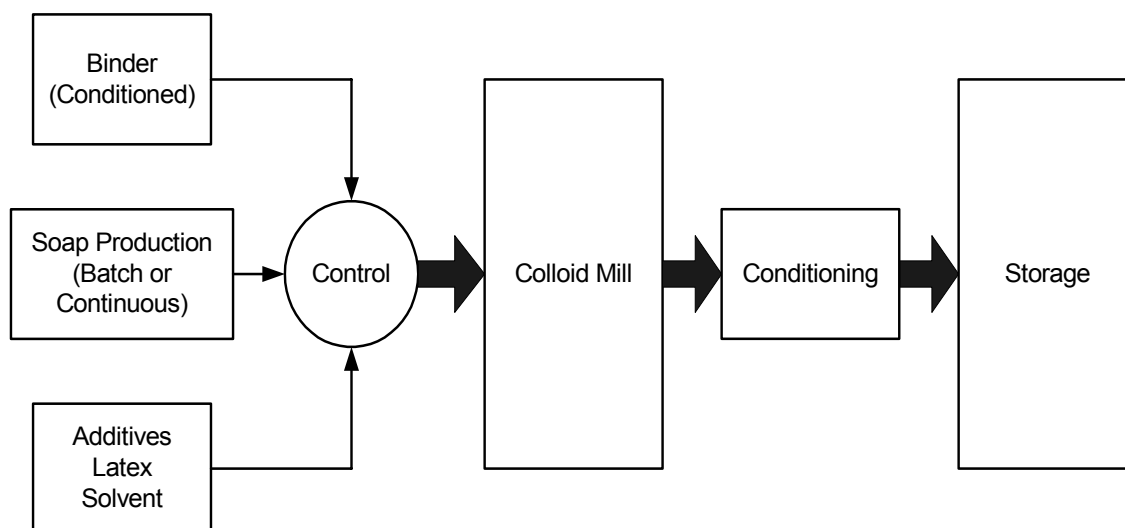 Binder
(Conditioned)
Soap Production
(Batch or
Continuous)
Additives
Latex
Solvent
Control
Colloid Mill
Conditioning
Storage